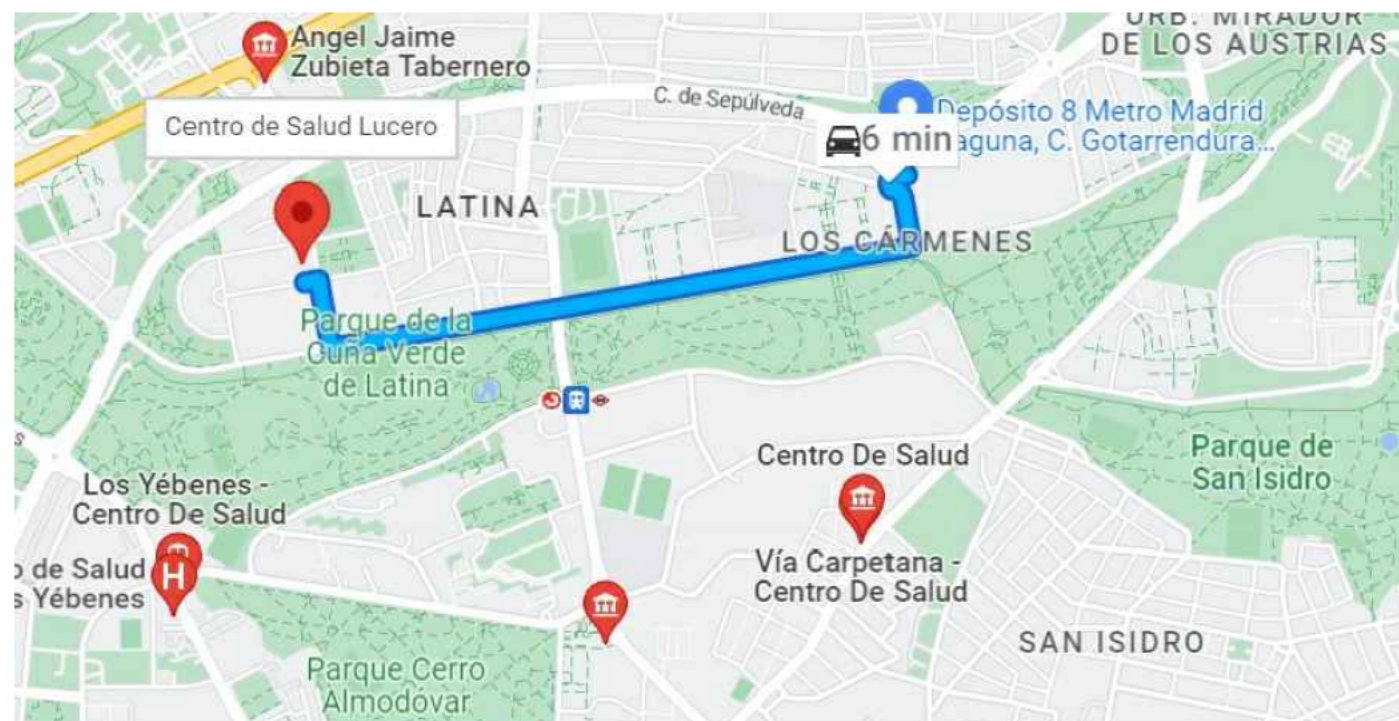 Angel Jaime
Zubieta Tabernero
URB. MIRADOR
DE LOS AUSTRIAS
C. de Sepúlveda
Centro de Salud Lucero
Depósito 8 Metro Madrid
6 min
aguna, C. Gotarrendura...
LATINA
LOS CÁRMENES
Parque de la
Cuña Verde
de Latina
Centro De Salud
Parque de
San Isidro
Los Yébenes -
Centro De Salud
o de Salud
s Yébenes
H
Vía Carpetana -
Centro De Salud
SAN ISIDRO
Parque Cerro
Almodóvar